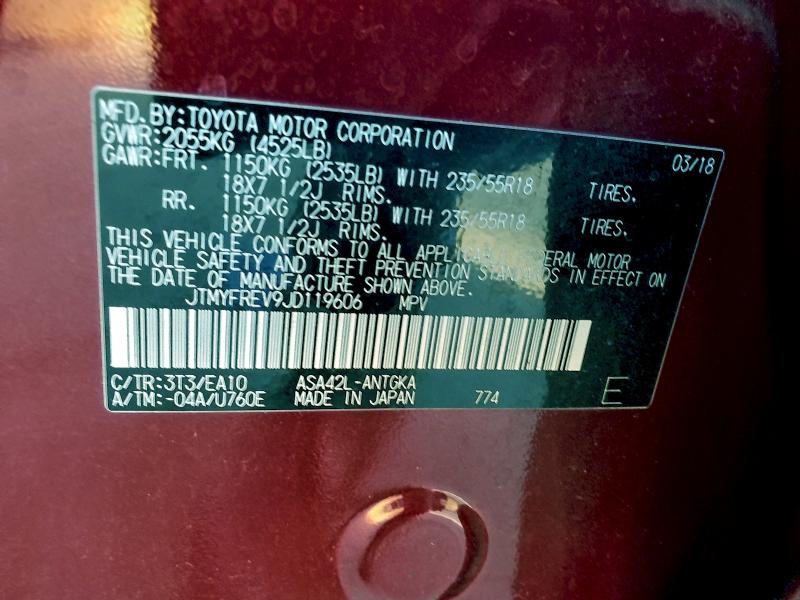 MFD. BY: TOYOTA MOTOR CORPORATION 03/18
GVWR: 2055KG (4525LB)
GAWR: FRT. 1150KG (2535LB) WITH 235/55R18 TIRES.
18X7 1/2J RIMS.
RR. 1150KG (2535LB) WITH 235/55R18 TIRES.
18X7 1/2J RIMS.
THIS VEHICLE CONFORMS TO ALL APPLICABLE FEDERAL MOTOR
VEHICLE SAFETY AND THEFT PREVENTION STANDARDS IN EFFECT ON
THE DATE OF MANUFACTURE SHOWN ABOVE.
JTMYFREV9JD119606 MPV
C/TR: 3T3/EA10 ASA42L-ANTGKA
A/TM: -04A/U760E MADE IN JAPAN 774 E